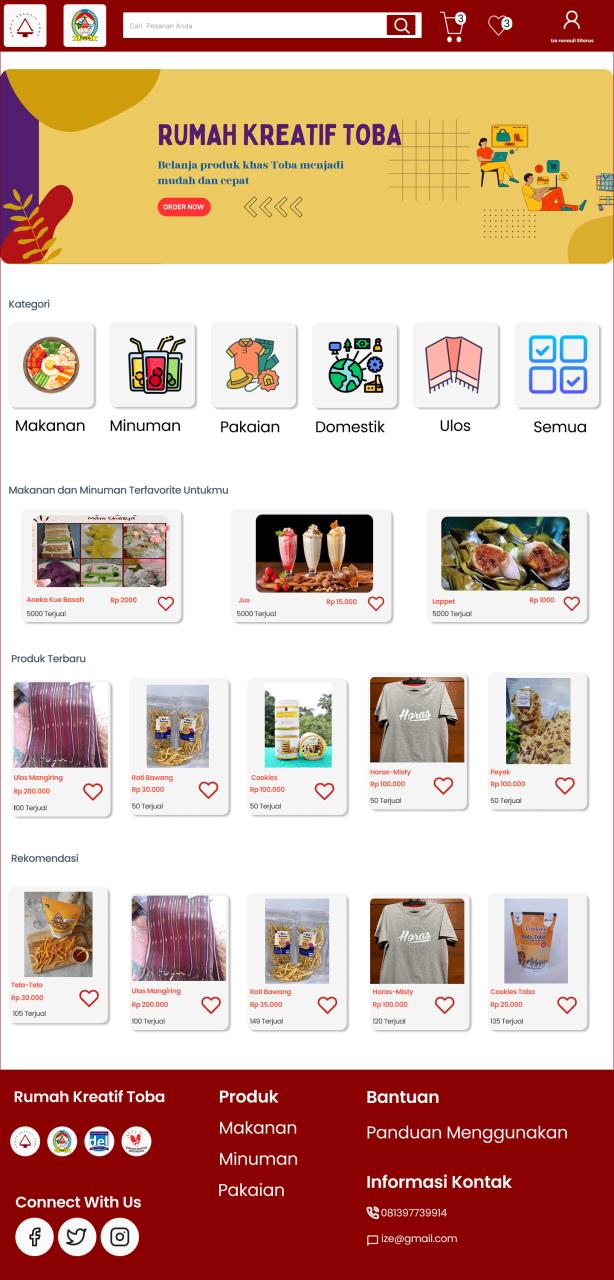 Cari Pesanan Anda
3
3
Ize ronauli Sitorus
RUMAH KREATIF TOBA
Belanja produk khas Toba menjadi
mudah dan cepat
ORDER NOW
Kategori
Makanan
Minuman
Pakaian
Domestik
Ulos
Semua
Makanan dan Minuman Terfavorite Untukmu
Aneka Kue Basah
Rp 2000
5000 Terjual
Jus
Rp 15.000
5000 Terjual
Lappet
Rp 1000
5000 Terjual
Produk Terbaru
Ulos Mangiring
Rp 200.000
100 Terjual
Roti Bawang
Rp 30.000
50 Terjual
Cookies
Rp 100.000
50 Terjual
Horas
Horas-Misty
Rp 100.000
50 Terjual
Peyek
Rp 100.000
50 Terjual
Rekomendasi
Tela-Tela
Rp 30.000
105 Terjual
Ulos Mangiring
Rp 200.000
100 Terjual
Roti Bawang
Rp 35.000
149 Terjual
Horas
Horas-Misty
Rp 100.000
120 Terjual
Cookies
Cookies Toba
Rp 25.000
135 Terjual
Rumah Kreatif Toba
del
Connect With Us
Produk
Makanan
Minuman
Pakaian
Bantuan
Panduan Menggunakan
Informasi Kontak
081397739914
ize@gmail.com